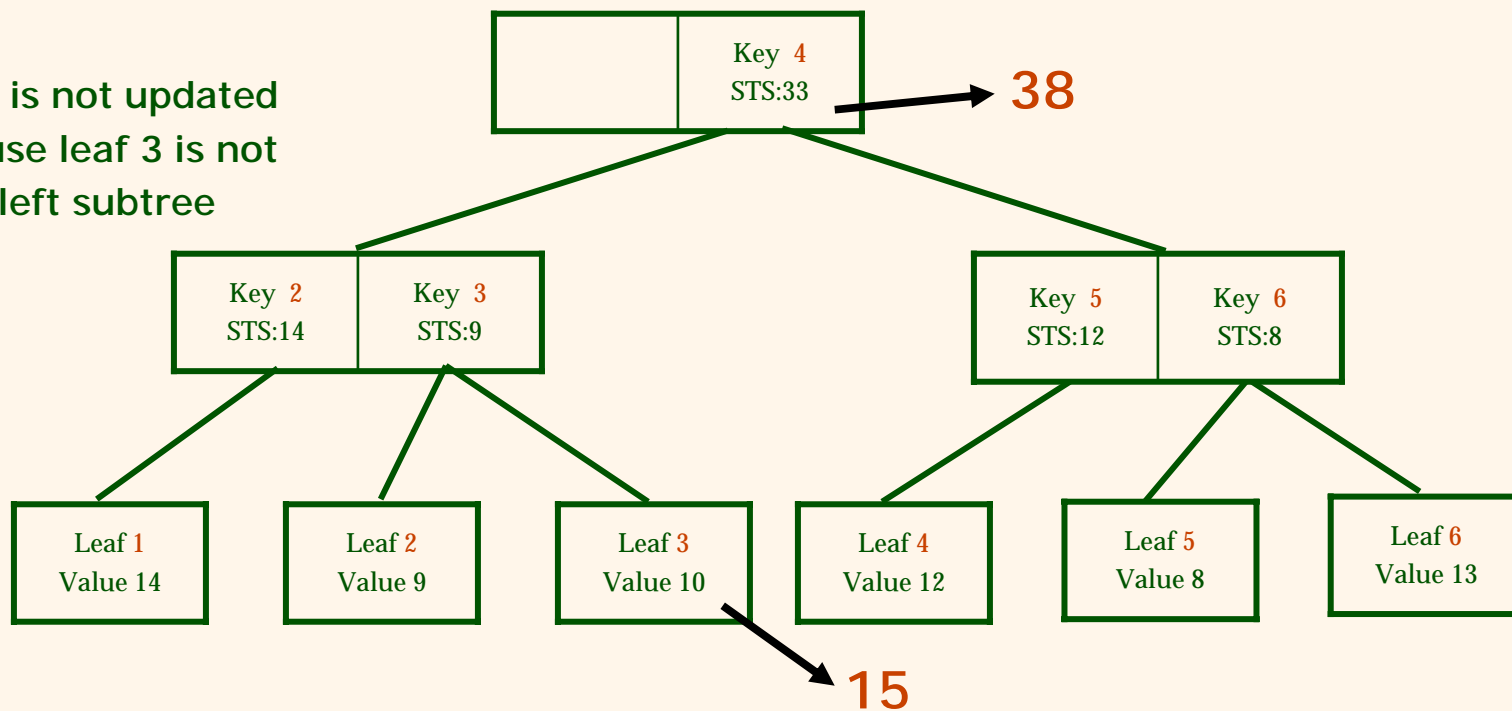 is not updated
leaf 3 is not
left subtree
Key 4
STS:33
38
Key 2
STS:14
Key 3
STS:9
Key 5
STS:12
Key 6
STS:8
Leaf 1
Value 14
Leaf 2
Value 9
Leaf 3
Value 10
Leaf 4
Value 12
Leaf 5
Value 8
Leaf 6
Value 13
15